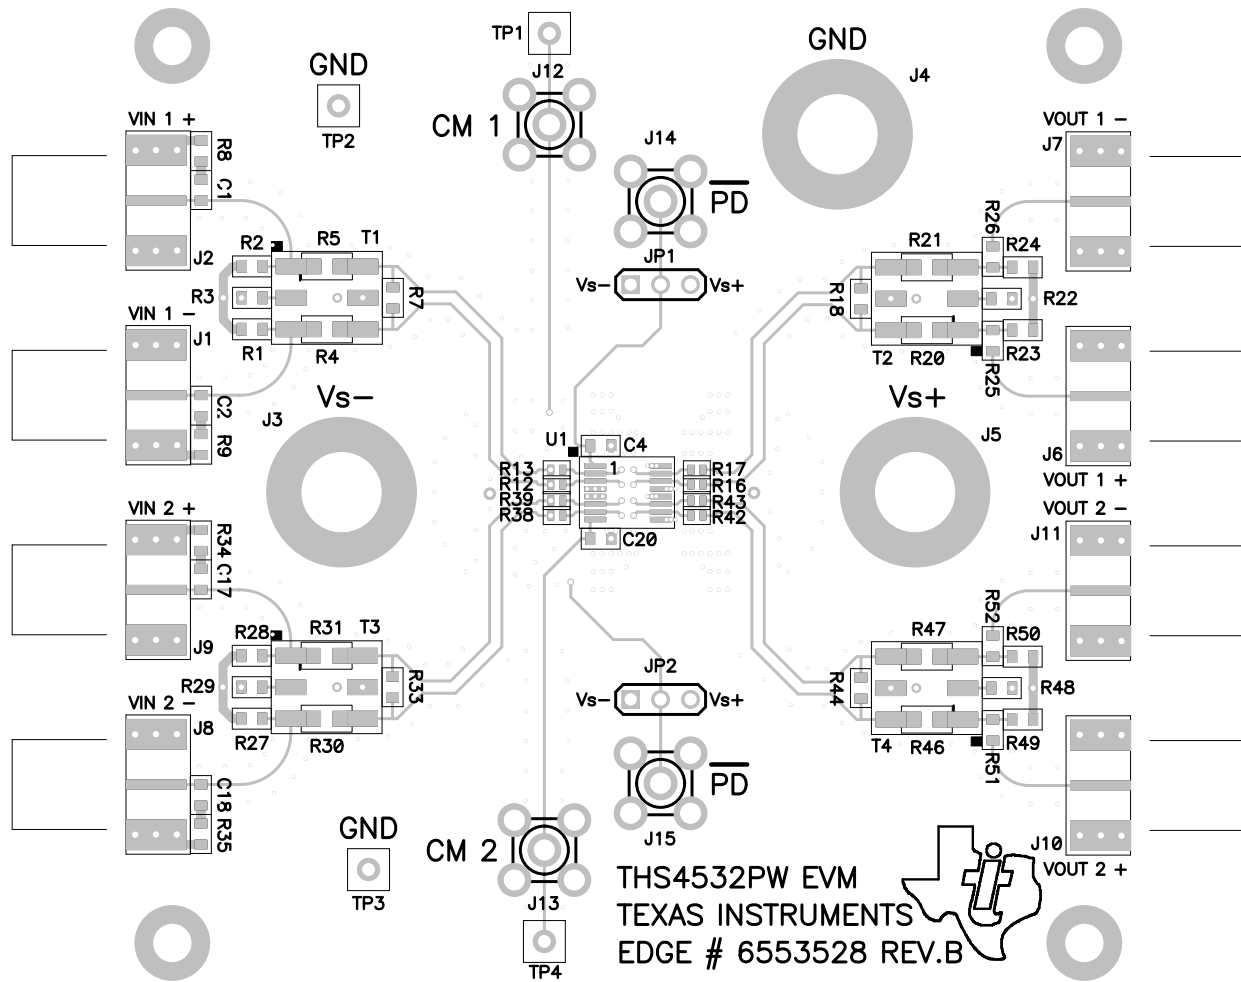 TP1
GND
J12
GND
J4
CM 1
TP2
J14
PD
VIN 1 +
R8
C1
J2
VOUT 1 -
J7
R2
R5
T1
R3
R7
R1
R4
JP1
Vs-
Vs+
R26
R21
R24
R18
R22
T2
R20
R23
R25
VIN 1 -
J1
C2
R9
J3
Vs-
Vs+
J5
J6
VOUT 1 +
U1
C4
1
R13
R12
R39
R38
R17
R16
R43
R42
C20
VIN 2 +
R34
C17
J9
VOUT 2 -
J11
R28
R31
T3
R29
R33
R27
R30
JP2
Vs-
Vs+
R52
R47
R50
R44
R48
T4
R46
R49
R51
VIN 2 -
J8
C18
R35
PD
J15
GND
TP3
CM 2
J13
TP4
J10
VOUT 2 +
THS4532PW EVM
TEXAS INSTRUMENTS
EDGE # 6553528 REV.B